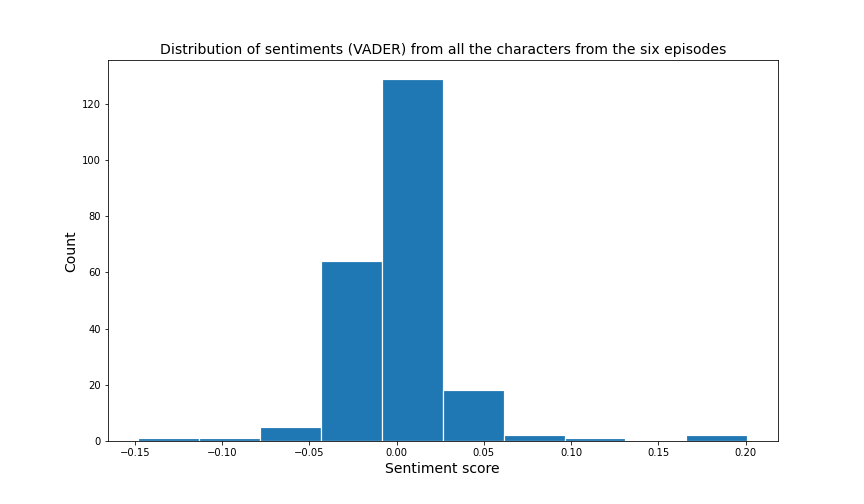 Distribution of sentiments (VADER) from all the characters from the six episodes
120
100
80
60
40
20
0
Count
−0.15 −0.10 −0.05 0.00 0.05 0.10 0.15 0.20
Sentiment score